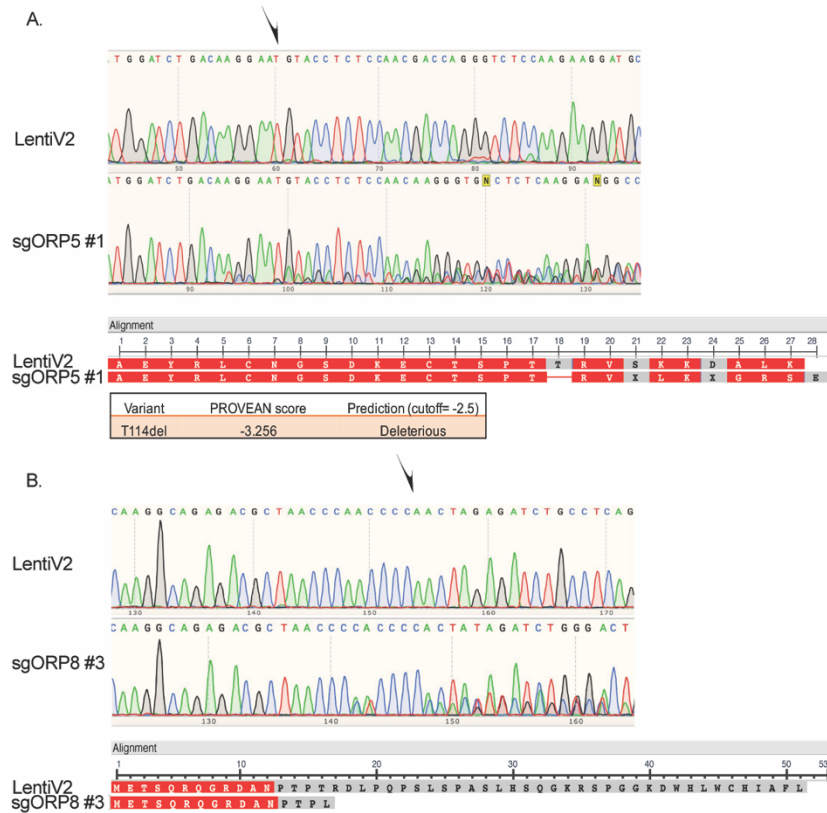 A.
TGGATCTGACAAGGAATGTACCTCTCCAACGACCAGGGTCTCCAAGAAGGATGC
LentiV2
50 60 70 80 90
ATGGATCTGACAAGGAATGTACCTCTCCAACAAGGGTGNCTCTCAAGGANGGCC
sgORP5 #1
90 100 110 120 130
Alignment
1 2 3 4 5 6 7 8 9 10 11 12 13 14 15 16 17 18 19 20 21 22 23 24 25 26 27 28
LentiV2 A E Y R L C N G S D K E C T S P T T R V S K K D A L K
sgORP5 #1 A E Y R L C N G S D K E C T S P T R V X L K X G R S E
Variant PROVEAN score Prediction (cutoff= -2.5)
T114del -3.256 Deleterious
B.
CAAGGCAGAGACGCTAACCCAACCCCAACTAGAGATCTGCCTCAG
LentiV2
130 140 150 160 170
CAAGGCAGAGACGCTAACCCCACCCCACTATAGATCTGGGACT
sgORP8 #3
130 140 150 160
Alignment
1 10 20 30 40 50 53
LentiV2 M E T S Q R Q G R D A N P T P T R D L P Q P S L S P A S L H S Q G K R S P G G K D W H L W C H I A F L
sgORP8 #3 M E T S Q R Q G R D A N P T P L